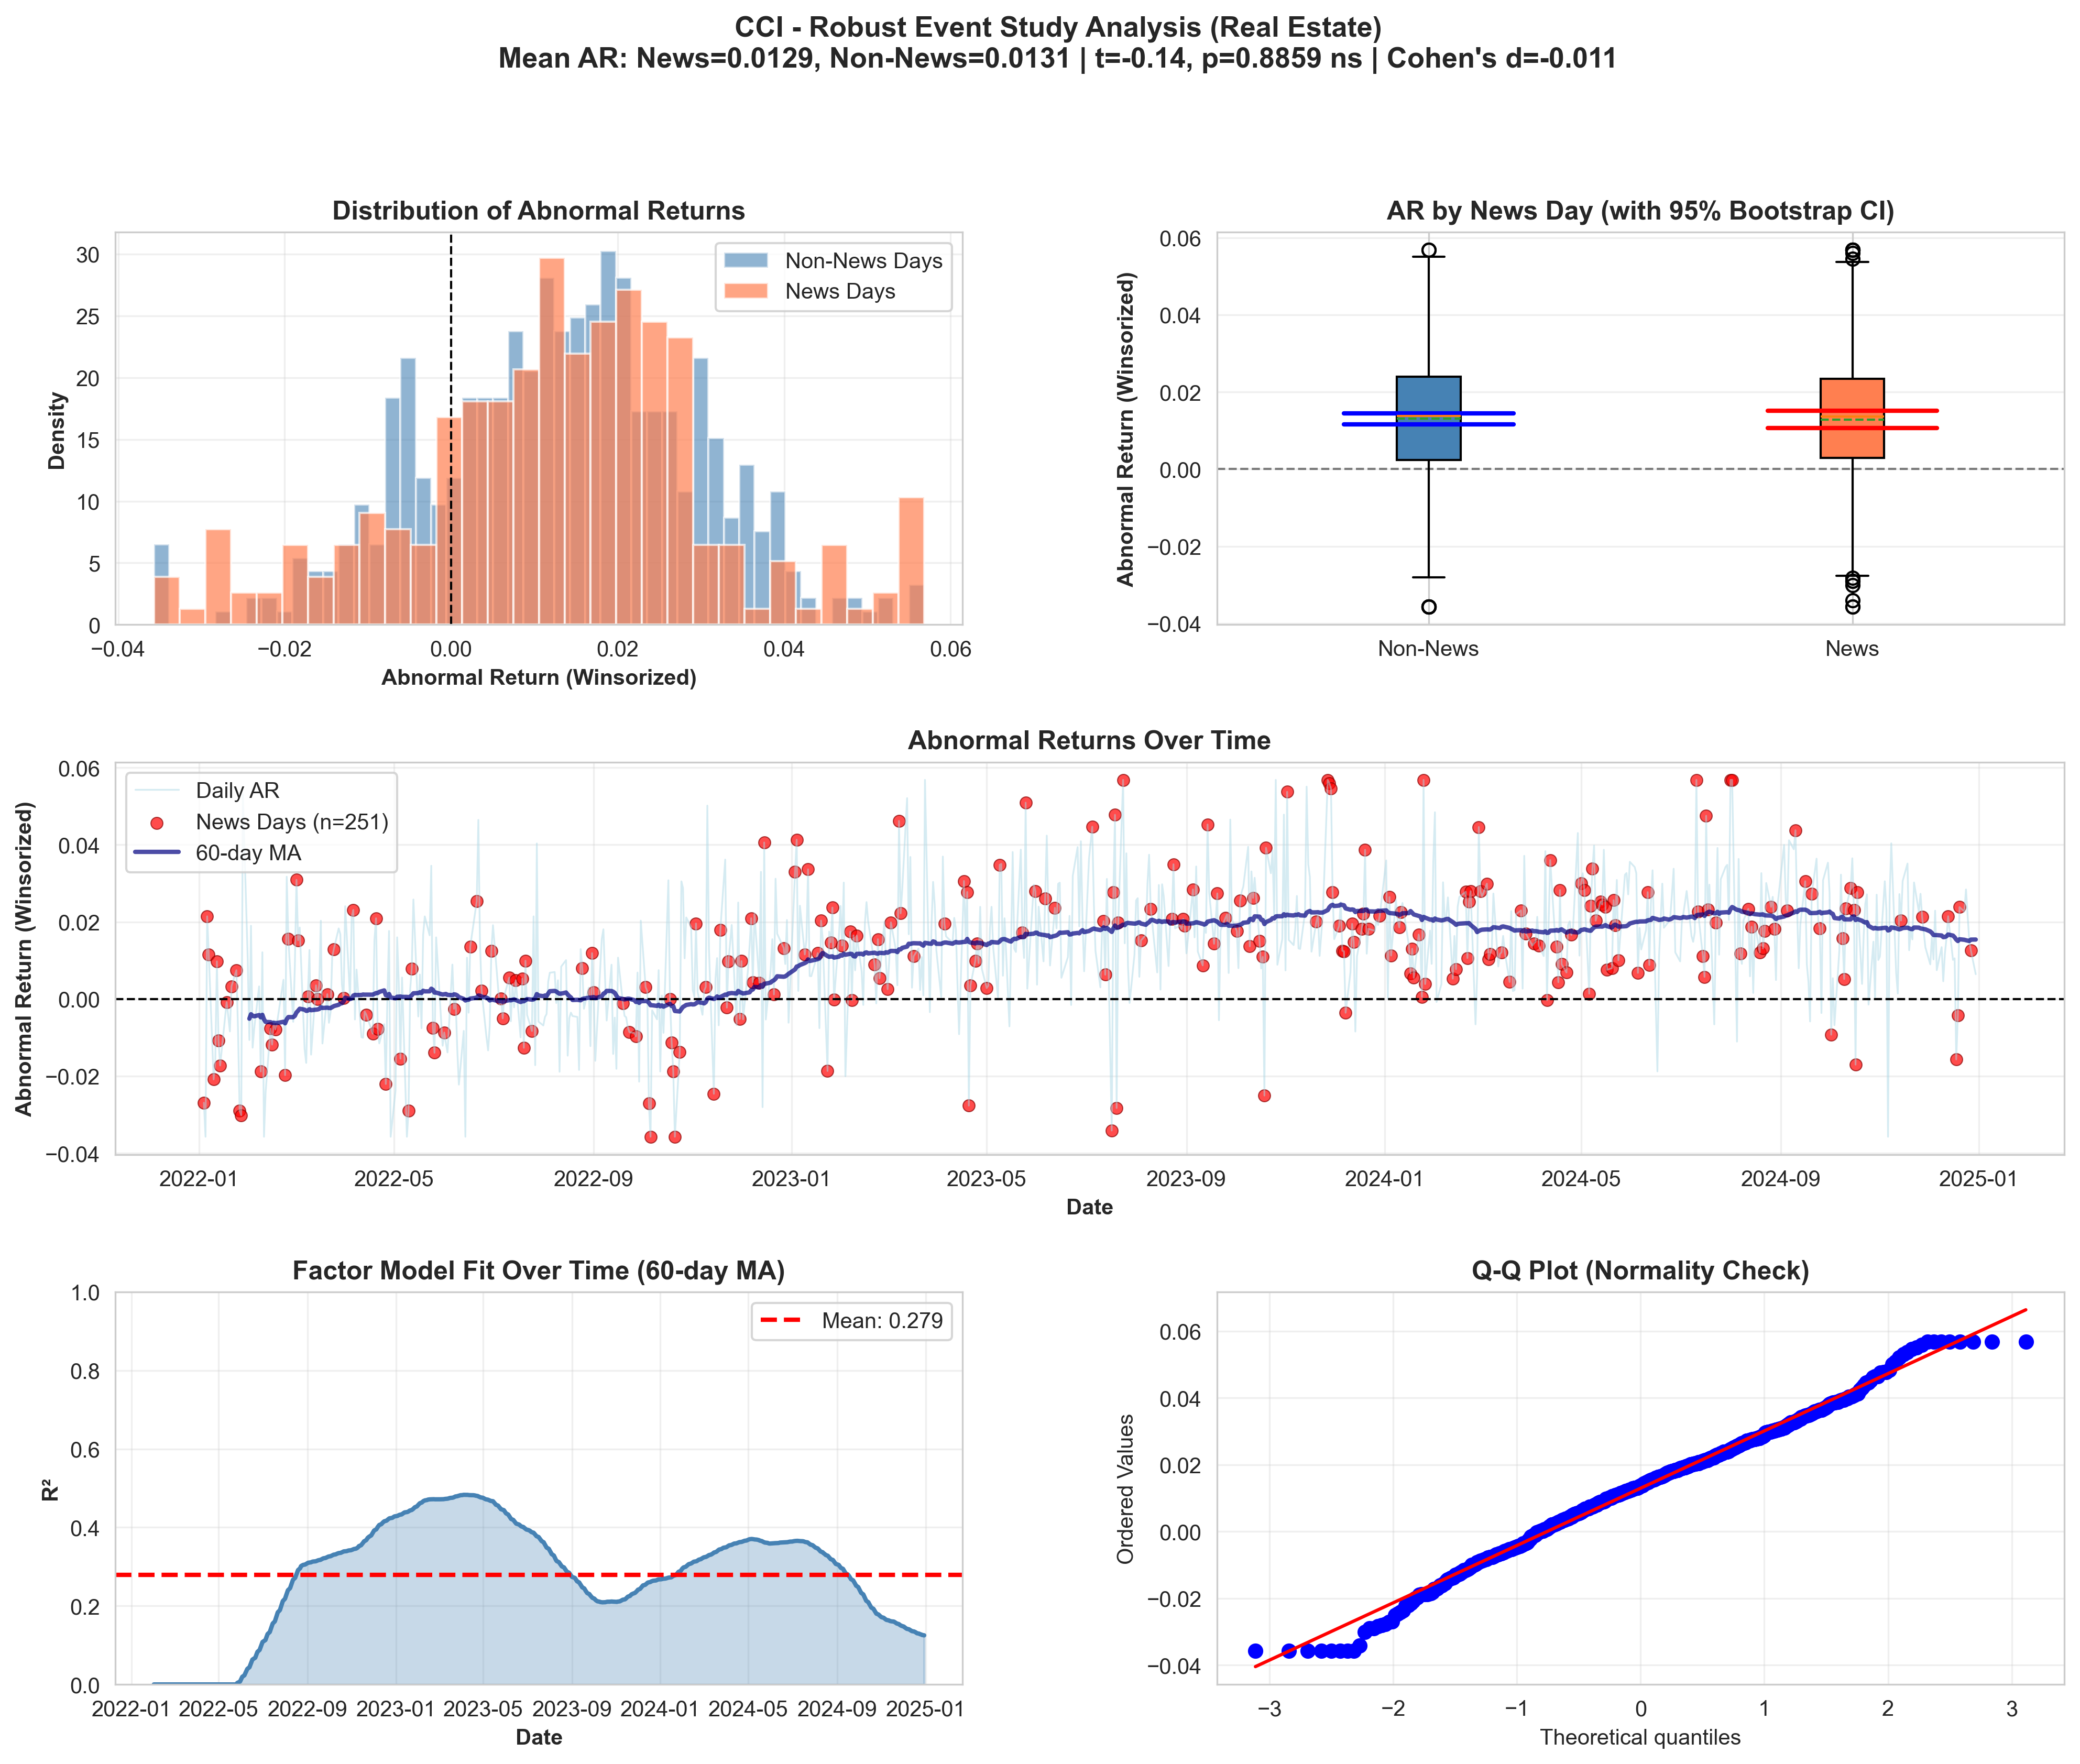 CCI - Robust Event Study Analysis (Real Estate)
Mean AR: News=0.0129, Non-News=0.0131 | t=-0.14, p=0.8859 ns | Cohen's d=-0.011
Distribution of Abnormal Returns
Density
30
25
20
15
10
5
0
Non-News Days
News Days
−0.04
−0.02
0.00
0.02
0.04
0.06
Abnormal Return (Winsorized)
AR by News Day (with 95% Bootstrap CI)
Abnormal Return (Winsorized)
0.06
0.04
0.02
0.00
−0.02
−0.04
Non-News
News
Abnormal Returns Over Time
Abnormal Return (Winsorized)
0.06
0.04
0.02
0.00
−0.02
−0.04
Daily AR
News Days (n=251)
60-day MA
2022-01
2022-05
2022-09
2023-01
2023-05
2023-09
2024-01
2024-05
2024-09
2025-01
Date
Factor Model Fit Over Time (60-day MA)
R²
1.0
0.8
0.6
0.4
0.2
0.0
Mean: 0.279
2022-01
2022-05
2022-09
2023-01
2023-05
2023-09
2024-01
2024-05
2024-09
2025-01
Date
Q-Q Plot (Normality Check)
Ordered Values
0.06
0.04
0.02
0.00
−0.02
−0.04
−3
−2
−1
0
1
2
3
Theoretical quantiles